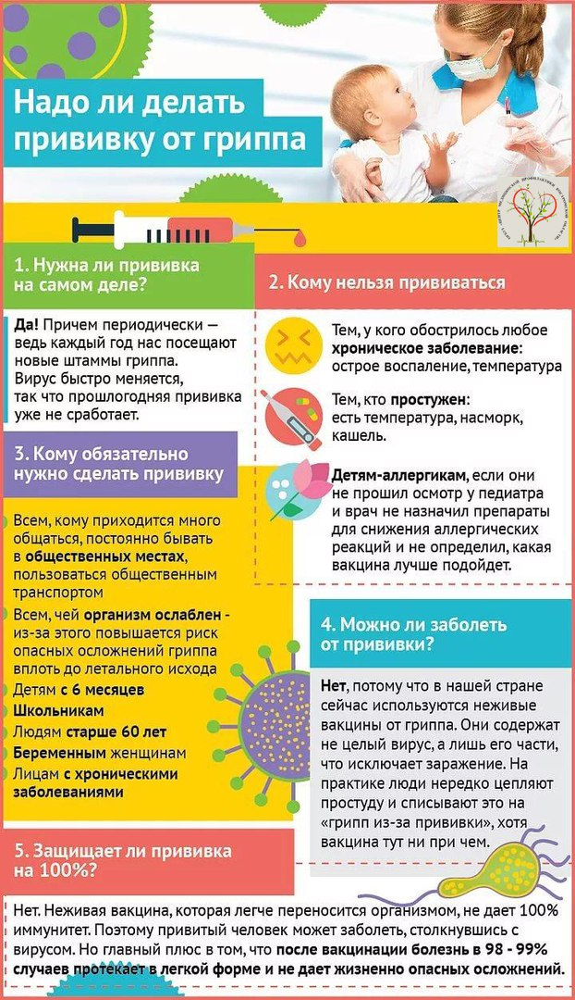 Надо ли делать
прививку от гриппа
1. Нужна ли прививка
на самом деле?
Да! Причем периодически —
ведь каждый год нас посещают
новые штаммы гриппа.
Вирус быстро меняется,
так что прошлогодняя прививка
уже не сработает.
2. Кому нельзя прививаться
Тем, у кого обострилось любое
хроническое заболевание:
острое воспаление, температура
Тем, кто простужен:
есть температура, насморк,
кашель.
Детям-аллергикам, если они
не прошил осмотр у педиатра
и врач не назначил препараты
для снижения аллергических
реакций и не определил, какая
вакцина лучше подойдет.
3. Кому обязательно
нужно сделать прививку
Всем, кому приходится много
общаться, постоянно бывать
в общественных местах,
пользоваться общественным
транспортом
Всем, чей организм ослаблен -
из-за этого повышается риск
опасных осложнений гриппа
вплоть до летального исхода
Детям с 6 месяцев
Школьникам
Людям старше 60 лет
Беременным женщинам
Лицам с хроническими
заболеваниями
4. Можно ли заболеть
от прививки?
Нет, потому что в нашей стране
сейчас используются неживые
вакцины от гриппа. Они содержат
не целый вирус, а лишь его части,
что исключает заражение. На
практике люди нередко цепляют
простуду и списывают это на
«грипп из-за прививки», хотя
вакцина тут ни при чем.
5. Защищает ли прививка
на 100%?
Нет. Неживая вакцина, которая легче переносится организмом, не дает 100%
иммунитет. Поэтому привитый человек может заболеть, столкнувшись с
вирусом. Но главный плюс в том, что после вакцинации болезнь в 98 - 99%
случаев протекает в легкой форме и не дает жизненно опасных осложнений.